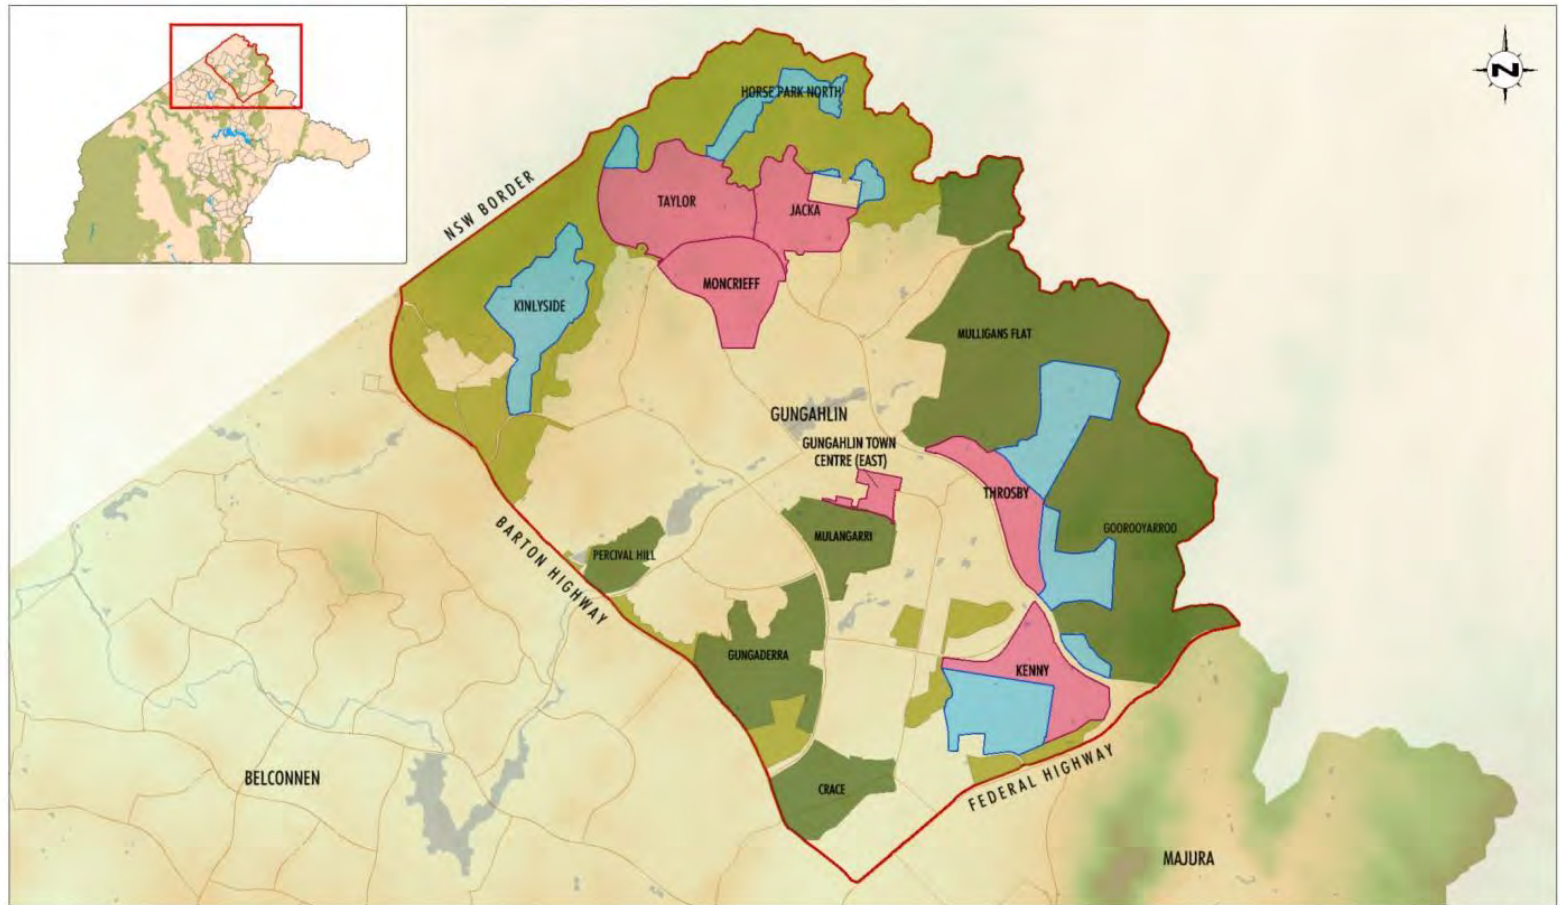 N
HORSE PARK NORTH
NSW BORDER
TAYLOR
JACKA
MONCRIEFF
KINLYSIDE
MULLIGANS FLAT
GUNGAHLIN
GUNGAHLIN TOWN
CENTRE (EAST)
THROSBY
GOOROOYARROO
BARTON HIGHWAY
MULANGARRI
PERCIVAL HILL
GUNGADERRA
KENNY
BELCONNEN
CRACE
FEDERAL HIGHWAY
MAJURA